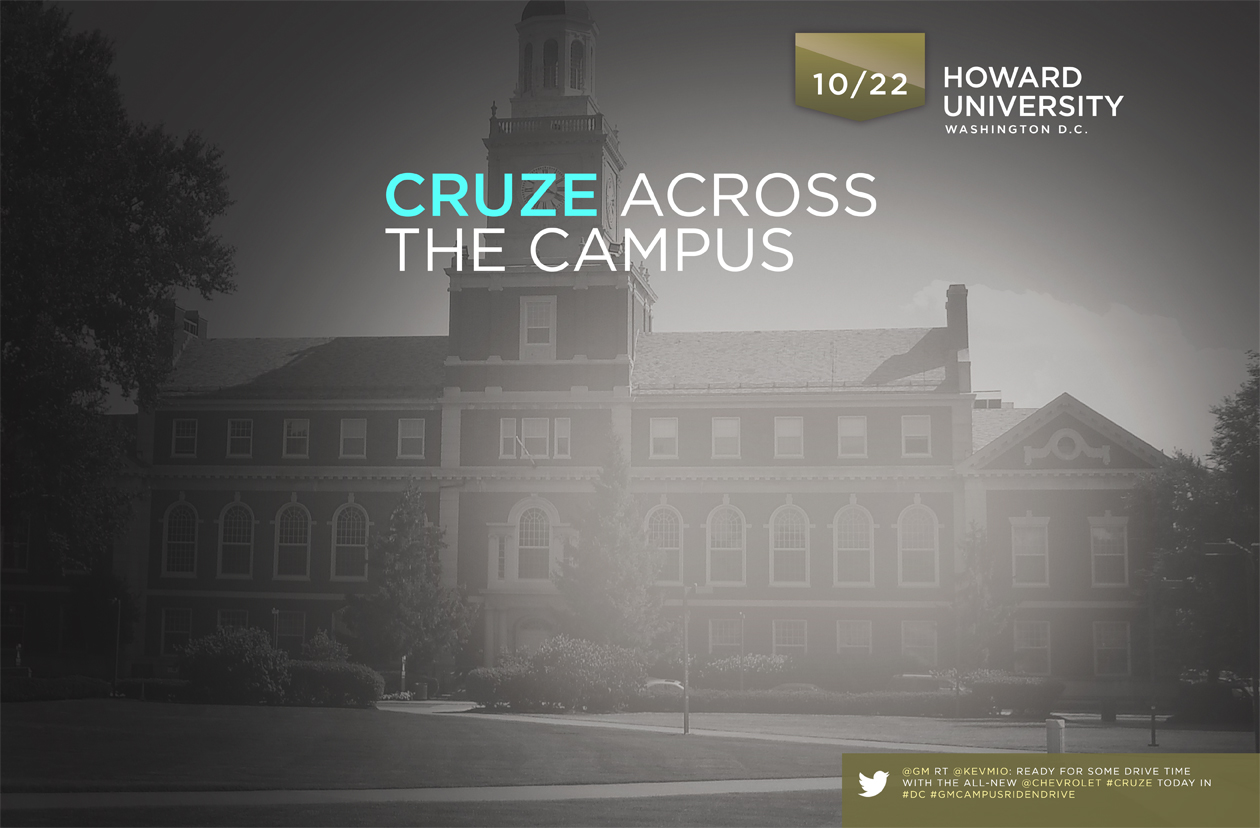 10/22
HOWARD
UNIVERSITY
WASHINGTON D.C.
CRUZE ACROSS
THE CAMPUS
@GM RT @KEVMIO: READY FOR SOME DRIVE TIME
WITH THE ALL-NEW @CHEVROLET #CRUZE TODAY IN
#DC #GMCAMPUSRIDENDRIVE